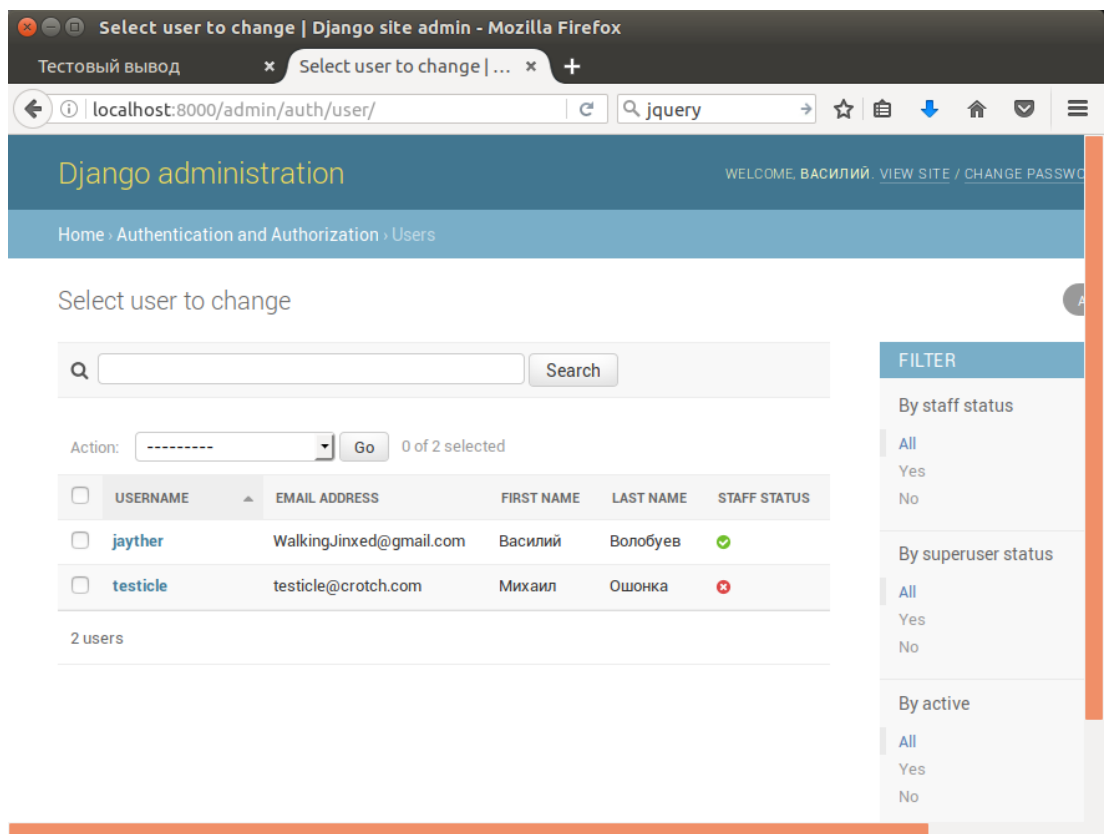 Select user to change | Django site admin - Mozilla Firefox
Тестовый вывод × Select user to change | ... × +
localhost:8000/admin/auth/user/ jquery
Django administration
WELCOME, ВАСИЛИЙ. VIEW SITE / CHANGE PASSWO
Home › Authentication and Authorization › Users
Select user to change
A
Search
FILTER
By staff status
All
Yes
No
Action: --------- Go 0 of 2 selected
USERNAME EMAIL ADDRESS FIRST NAME LAST NAME STAFF STATUS
jayther WalkingJinxed@gmail.com Василий Волобуев
testicle testicle@crotch.com Михаил Ошонка
2 users
By superuser status
All
Yes
No
By active
All
Yes
No